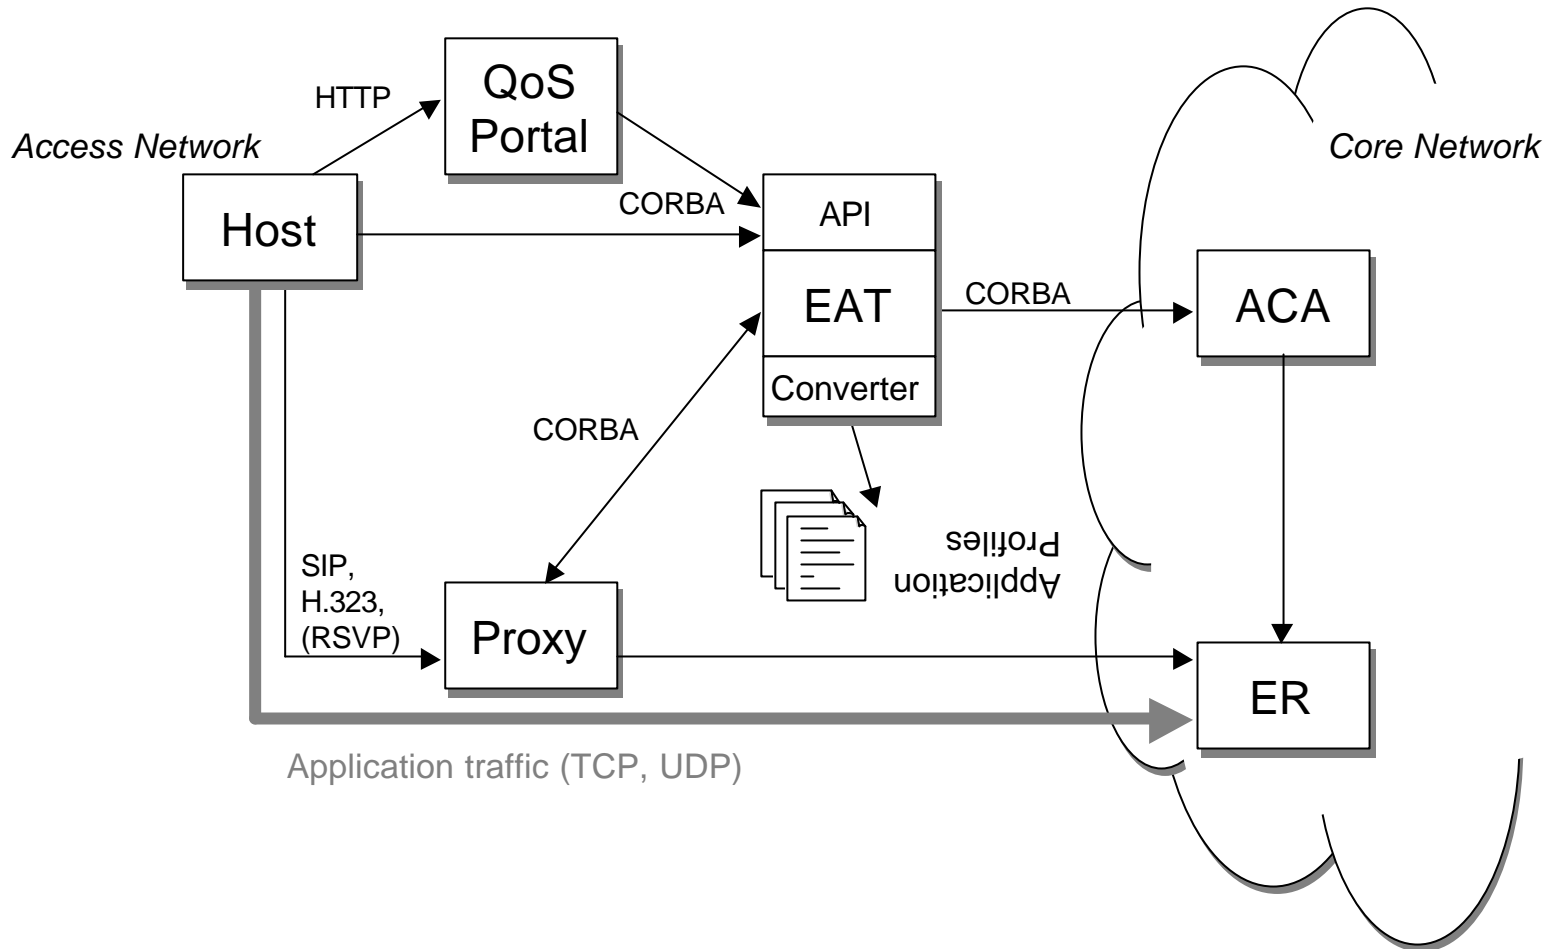 QoS
Portal
HTTP
Access Network
Core Network
Host
CORBA
API
EAT
CORBA
ACA
Converter
CORBA
Application
Profiles
SIP,
H.323,
(RSVP)
Proxy
ER
Application traffic (TCP, UDP)